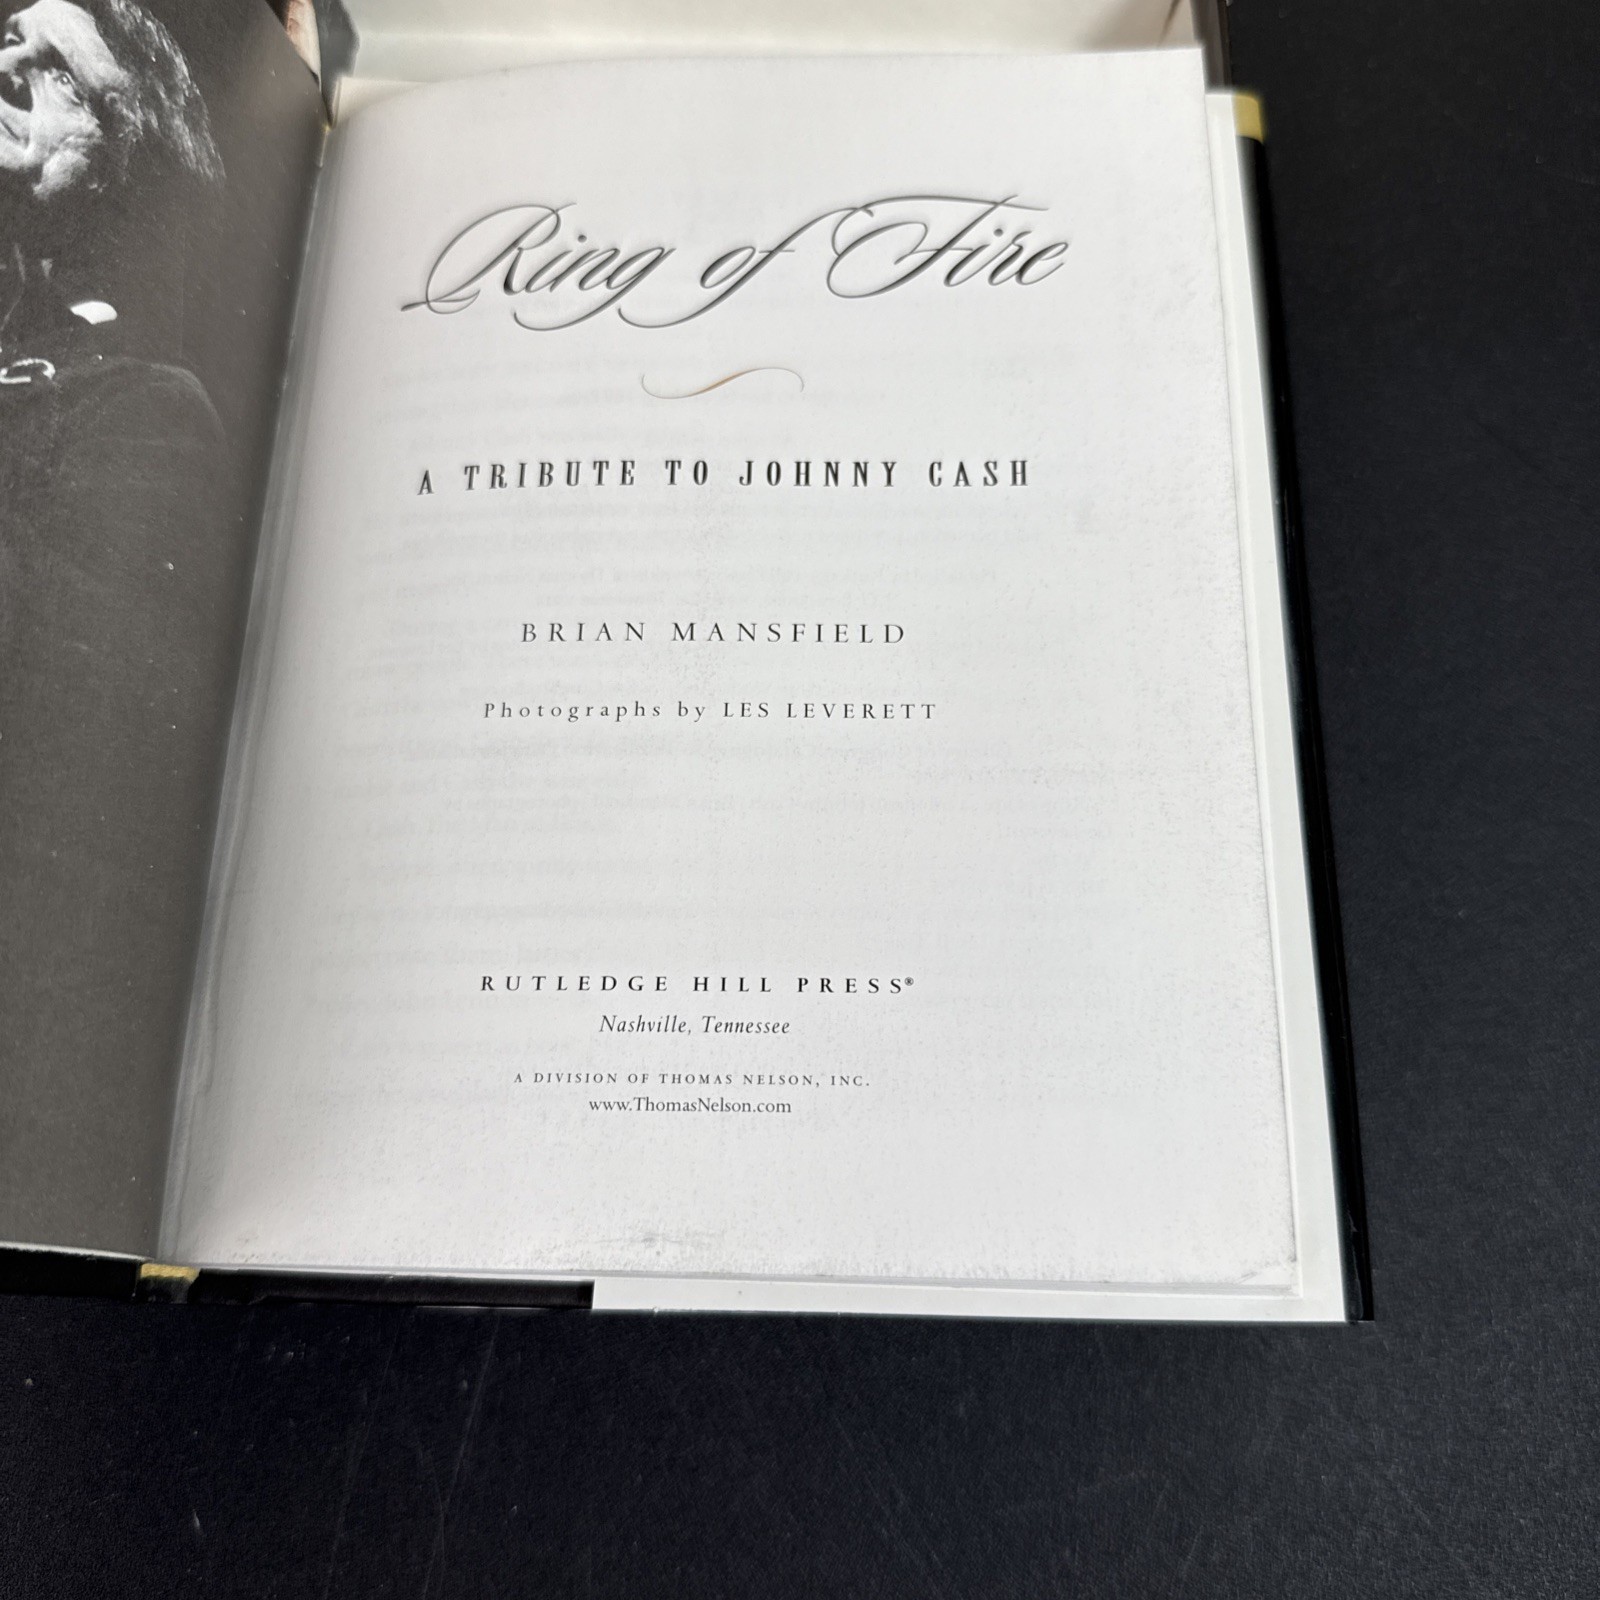 Ring of Fire
A TRIBUTE TO JOHNNY CASH
BRIAN MANSFIELD
Photographs by LES LEVERETT
RUTLEDGE HILL PRESS®
Nashville, Tennessee
A DIVISION OF THOMAS NELSON, INC.
www.ThomasNelson.com